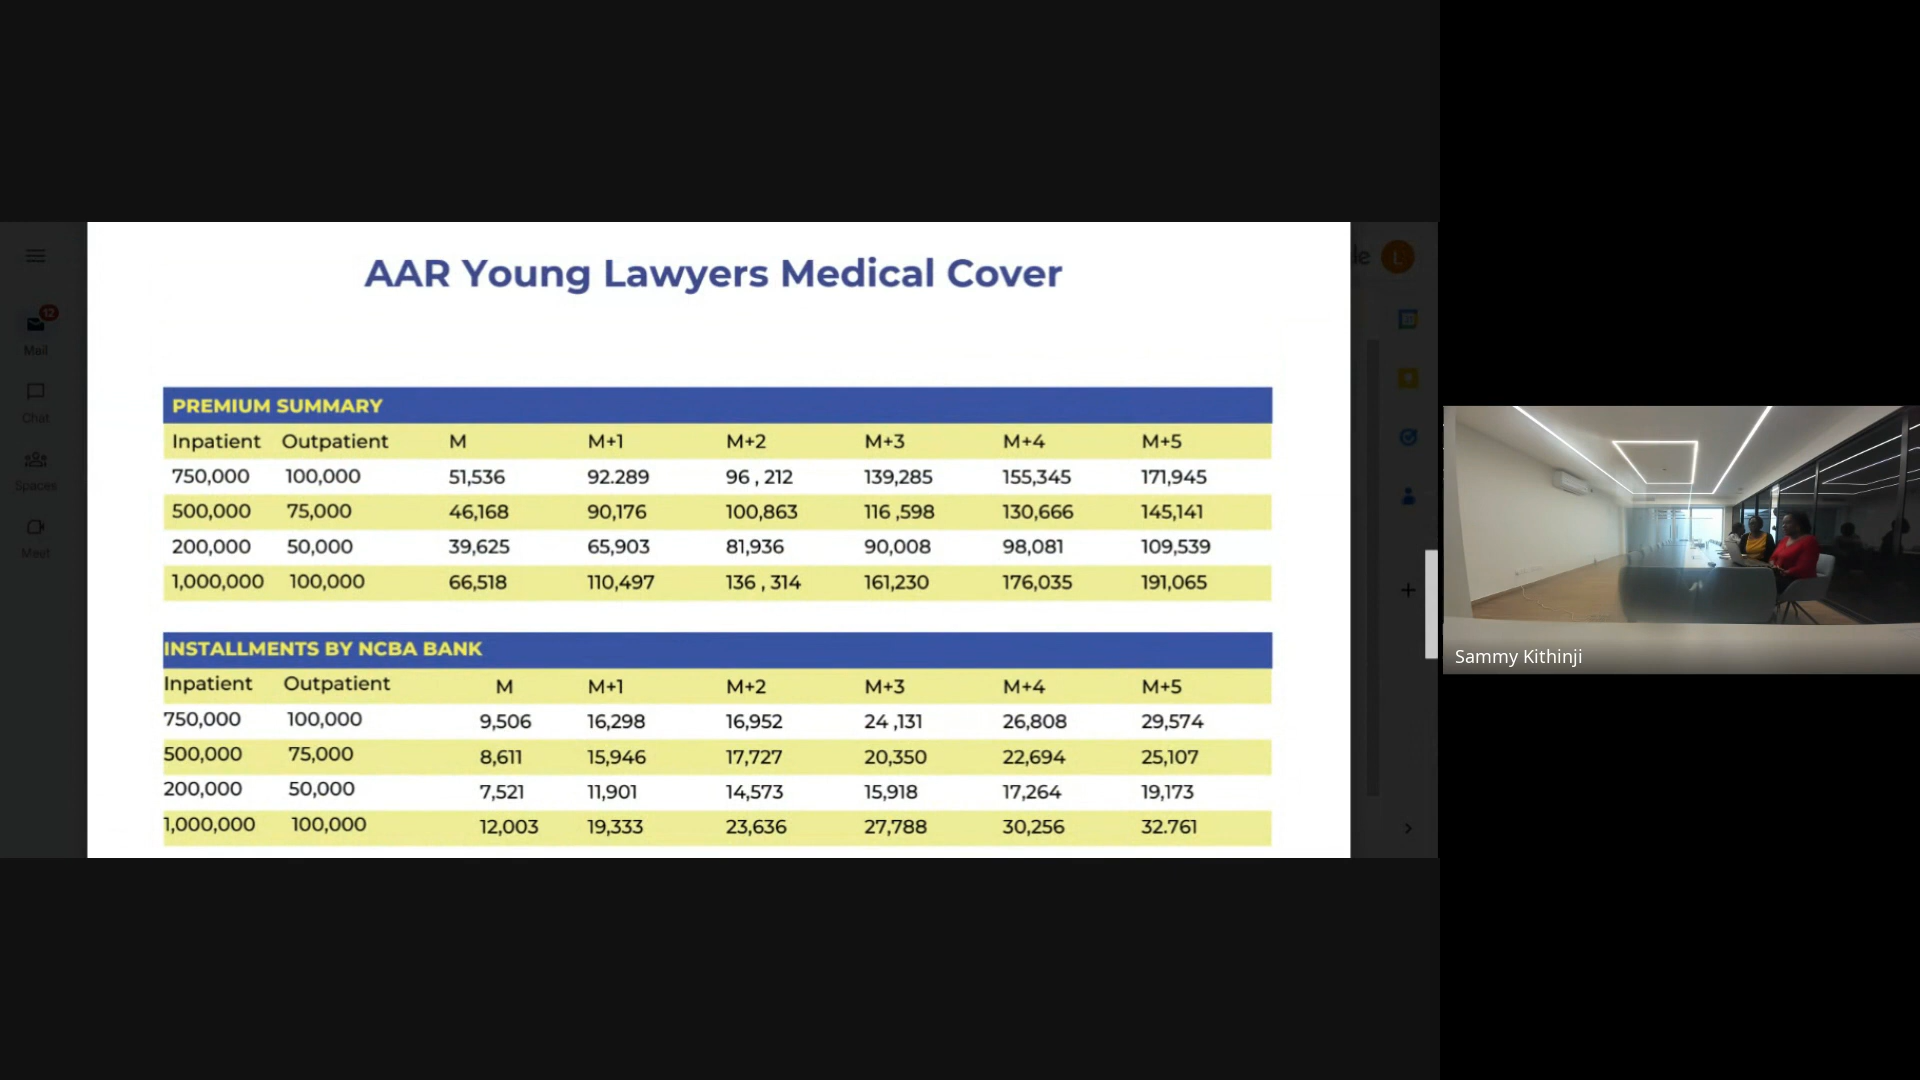 AAR Young Lawyers Medical Cover
le L
12
Mail
Chat
Spaces
Meet
PREMIUM SUMMARY
Inpatient Outpatient M M+1 M+2 M+3 M+4 M+5
750,000 100,000 51,536 92.289 96 , 212 139,285 155,345 171,945
500,000 75,000 46,168 90,176 100,863 116 ,598 130,666 145,141
200,000 50,000 39,625 65,903 81,936 90,008 98,081 109,539
1,000,000 100,000 66,518 110,497 136 , 314 161,230 176,035 191,065
INSTALLMENTS BY NCBA BANK
Inpatient Outpatient M M+1 M+2 M+3 M+4 M+5
750,000 100,000 9,506 16,298 16,952 24 ,131 26,808 29,574
500,000 75,000 8,611 15,946 17,727 20,350 22,694 25,107
200,000 50,000 7,521 11,901 14,573 15,918 17,264 19,173
1,000,000 100,000 12,003 19,333 23,636 27,788 30,256 32.761
Sammy Kithinji